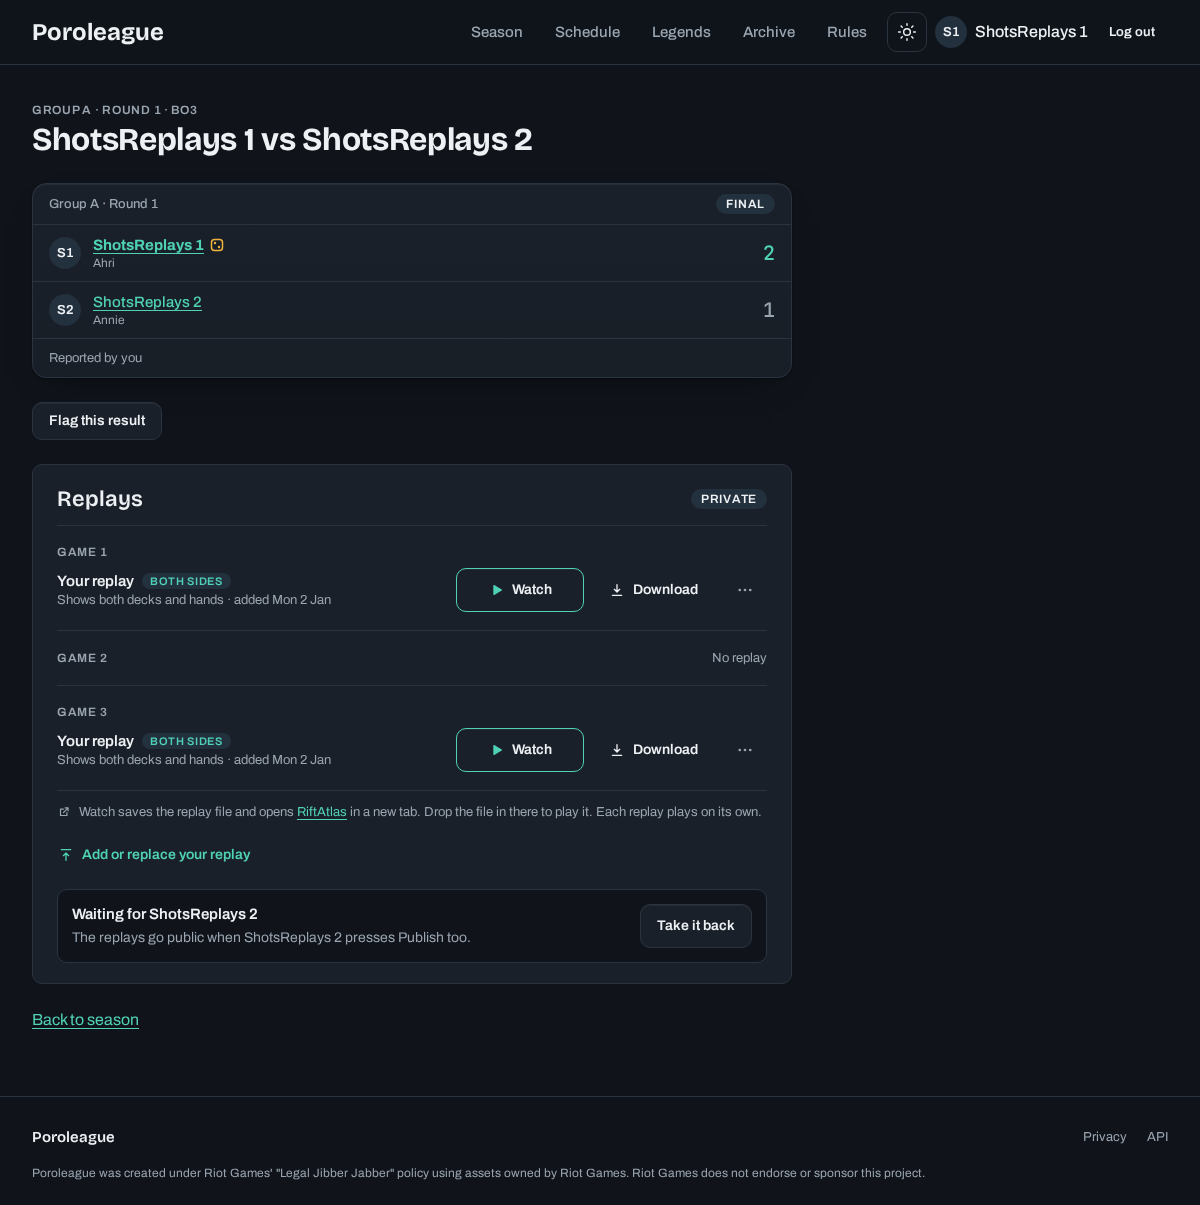 Poroleague
Season
Schedule
Legends
Archive
Rules
S1
ShotsReplays 1
Log out
GROUP A · ROUND 1 · BO3
ShotsReplays 1 vs ShotsReplays 2
Group A · Round 1
FINAL
S1
ShotsReplays 1
Ahri
2
S2
ShotsReplays 2
Annie
1
Reported by you
Flag this result
Replays
PRIVATE
GAME 1
Your replay
BOTH SIDES
Shows both decks and hands · added Mon 2 Jan
Watch
Download
GAME 2
No replay
GAME 3
Your replay
BOTH SIDES
Shows both decks and hands · added Mon 2 Jan
Watch
Download
Watch saves the replay file and opens RiftAtlas in a new tab. Drop the file in there to play it. Each replay plays on its own.
Add or replace your replay
Waiting for ShotsReplays 2
The replays go public when ShotsReplays 2 presses Publish too.
Take it back
Back to season
Poroleague
Privacy
API
Poroleague was created under Riot Games' "Legal Jibber Jabber" policy using assets owned by Riot Games. Riot Games does not endorse or sponsor this project.